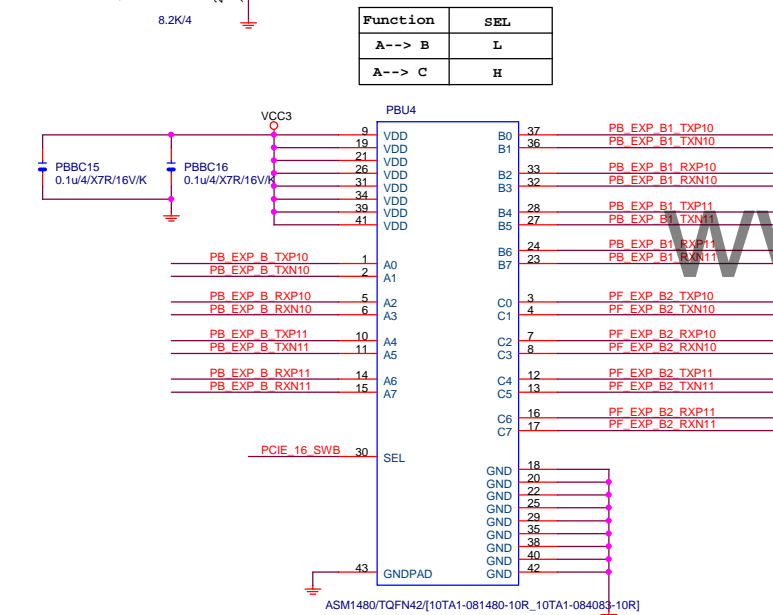 8.2K/4
Function SEL
A--> B L
A--> C H
VCC3
PBU4
PBBC15
0.1u/4/X7R/16V/K
PBBC16
0.1u/4/X7R/16V/K
9 VDD
19 VDD
21 VDD
26 VDD
31 VDD
34 VDD
39 VDD
41 VDD
B0 37 PB_EXP_B1_TXP10
B1 36 PB_EXP_B1_TXN10
B2 33 PB_EXP_B1_RXP10
B3 32 PB_EXP_B1_RXN10
B4 28 PB_EXP_B1_TXP11
B5 27 PB_EXP_B1_TXN11
B6 24 PB_EXP_B1_RXP11
B7 23 PB_EXP_B1_RXN11
PB_EXP_B_TXP10 1 A0
PB_EXP_B_TXN10 2 A1
PB_EXP_B_RXP10 5 A2
PB_EXP_B_RXN10 6 A3
PB_EXP_B_TXP11 10 A4
PB_EXP_B_TXN11 11 A5
PB_EXP_B_RXP11 14 A6
PB_EXP_B_RXN11 15 A7
C0 3 PF_EXP_B2_TXP10
C1 4 PF_EXP_B2_TXN10
C2 7 PF_EXP_B2_RXP10
C3 8 PF_EXP_B2_RXN10
C4 12 PF_EXP_B2_TXP11
C5 13 PF_EXP_B2_TXN11
C6 16 PF_EXP_B2_RXP11
C7 17 PF_EXP_B2_RXN11
PCIE_16_SWB 30 SEL
GND 18
GND 20
GND 22
GND 25
GND 29
GND 35
GND 38
GND 40
GND 42
43 GNDPAD
ASM1480/TQFN42/[10TA1-081480-10R_10TA1-084083-10R]